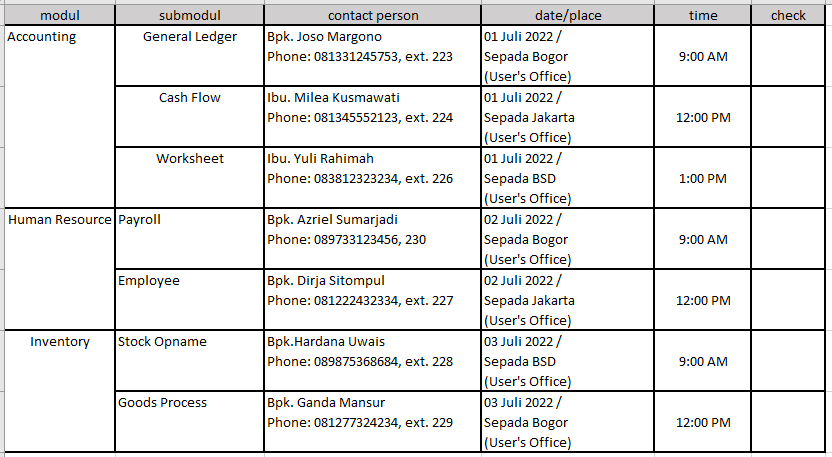 modul submodul contact person date/place time check
Accounting General Ledger Bpk. Joso Margono 01 Juli 2022 /
Phone: 081331245753, ext. 223 Sepada Bogor 9:00 AM
(User's Office)
Cash Flow Ibu. Milea Kusmawati 01 Juli 2022 /
Phone: 081345552123, ext. 224 Sepada Jakarta 12:00 PM
(User's Office)
Worksheet Ibu. Yuli Rahimah 01 Juli 2022 /
Phone: 083812323234, ext. 226 Sepada BSD 1:00 PM
(User's Office)
Human Resource Payroll Bpk. Azriel Sumarjadi 02 Juli 2022 /
Phone: 089733123456, 230 Sepada Bogor 9:00 AM
(User's Office)
Employee Bpk. Dirja Sitompul 02 Juli 2022 /
Phone: 081222432334, ext. 227 Sepada Jakarta 12:00 PM
(User's Office)
Inventory Stock Opname Bpk.Hardana Uwais 03 Juli 2022 /
Phone: 089875368684, ext. 228 Sepada BSD 9:00 AM
(User's Office)
Goods Process Bpk. Ganda Mansur 03 Juli 2022 /
Phone: 081277324234, ext. 229 Sepada Bogor 12:00 PM
(User's Office)